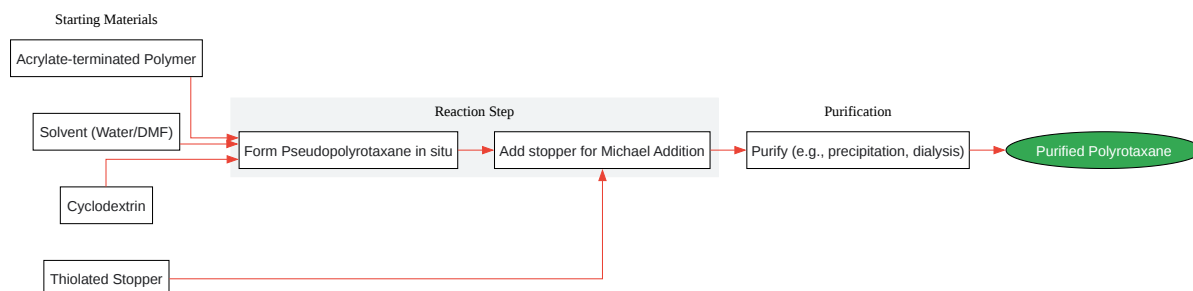 Starting Materials
Acrylate-terminated Polymer
Solvent (Water/DMF)
Cyclodextrin
Thiolated Stopper
Reaction Step
Form Pseudopolyrotaxane in situ
Add stopper for Michael Addition
Purification
Purify (e.g., precipitation, dialysis)
Purified Polyrotaxane